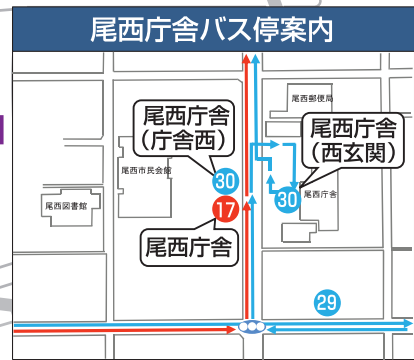 尾西庁舎バス停案内
尾西郵便局
尾西庁舎
（庁舎西）
尾西庁舎
（西玄関）
尾西市民会館
30
尾西庁舎
30
17
尾西図書館
尾西庁舎
29